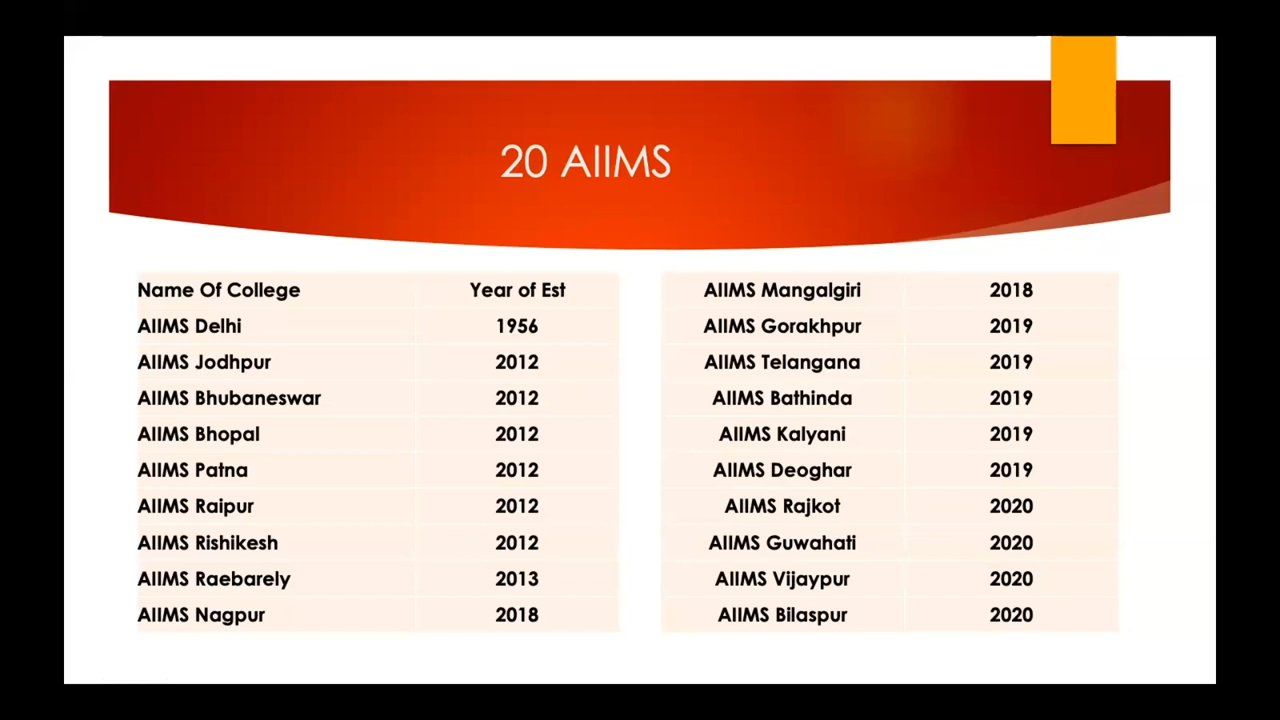 20 AIIMS
Name Of College Year of Est
AIIMS Delhi 1956
AIIMS Jodhpur 2012
AIIMS Bhubaneswar 2012
AIIMS Bhopal 2012
AIIMS Patna 2012
AIIMS Raipur 2012
AIIMS Rishikesh 2012
AIIMS Raebarely 2013
AIIMS Nagpur 2018
AIIMS Mangalgiri 2018
AIIMS Gorakhpur 2019
AIIMS Telangana 2019
AIIMS Bathinda 2019
AIIMS Kalyani 2019
AIIMS Deoghar 2019
AIIMS Rajkot 2020
AIIMS Guwahati 2020
AIIMS Vijaypur 2020
AIIMS Bilaspur 2020